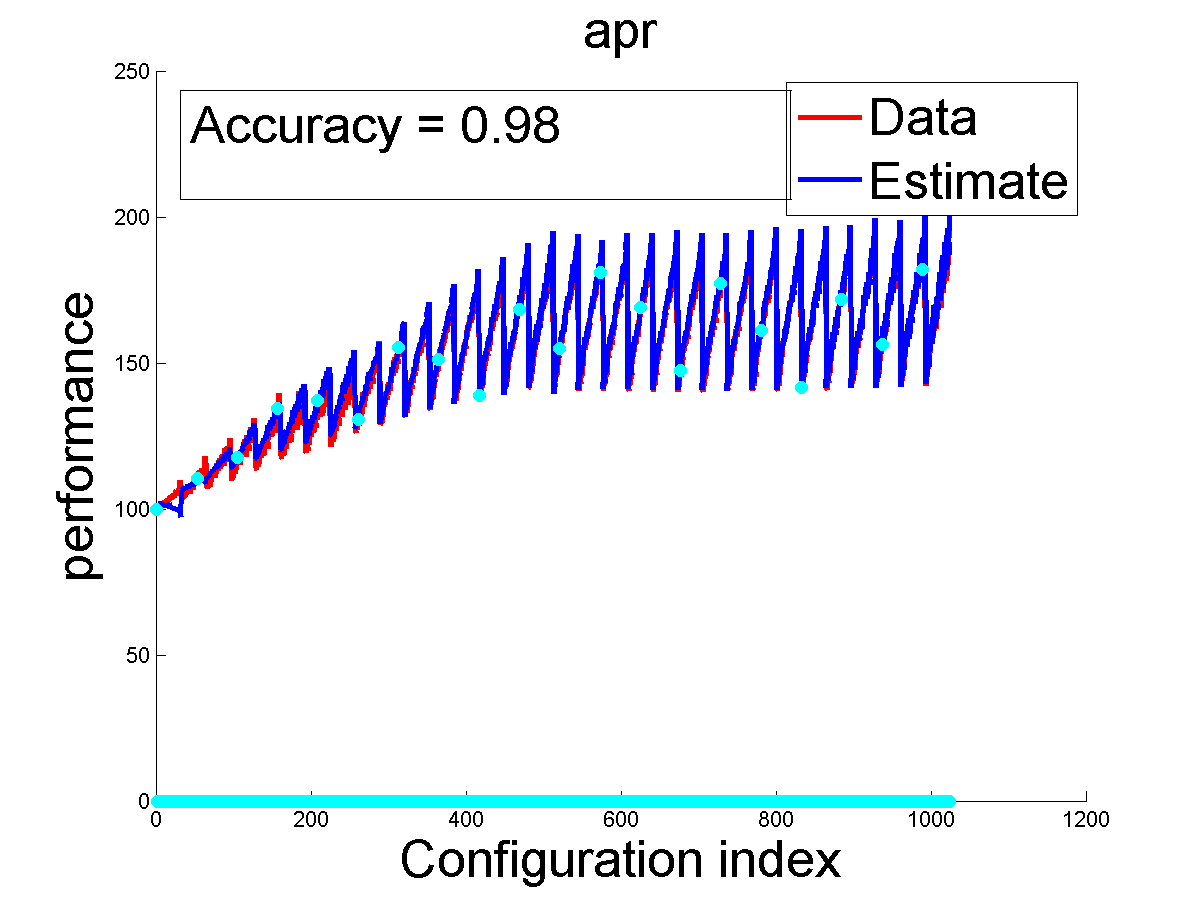 apr
Accuracy = 0.98
Data
Estimate
performance
250
200
150
100
50
0
0 200 400 600 800 1000 1200
Configuration index